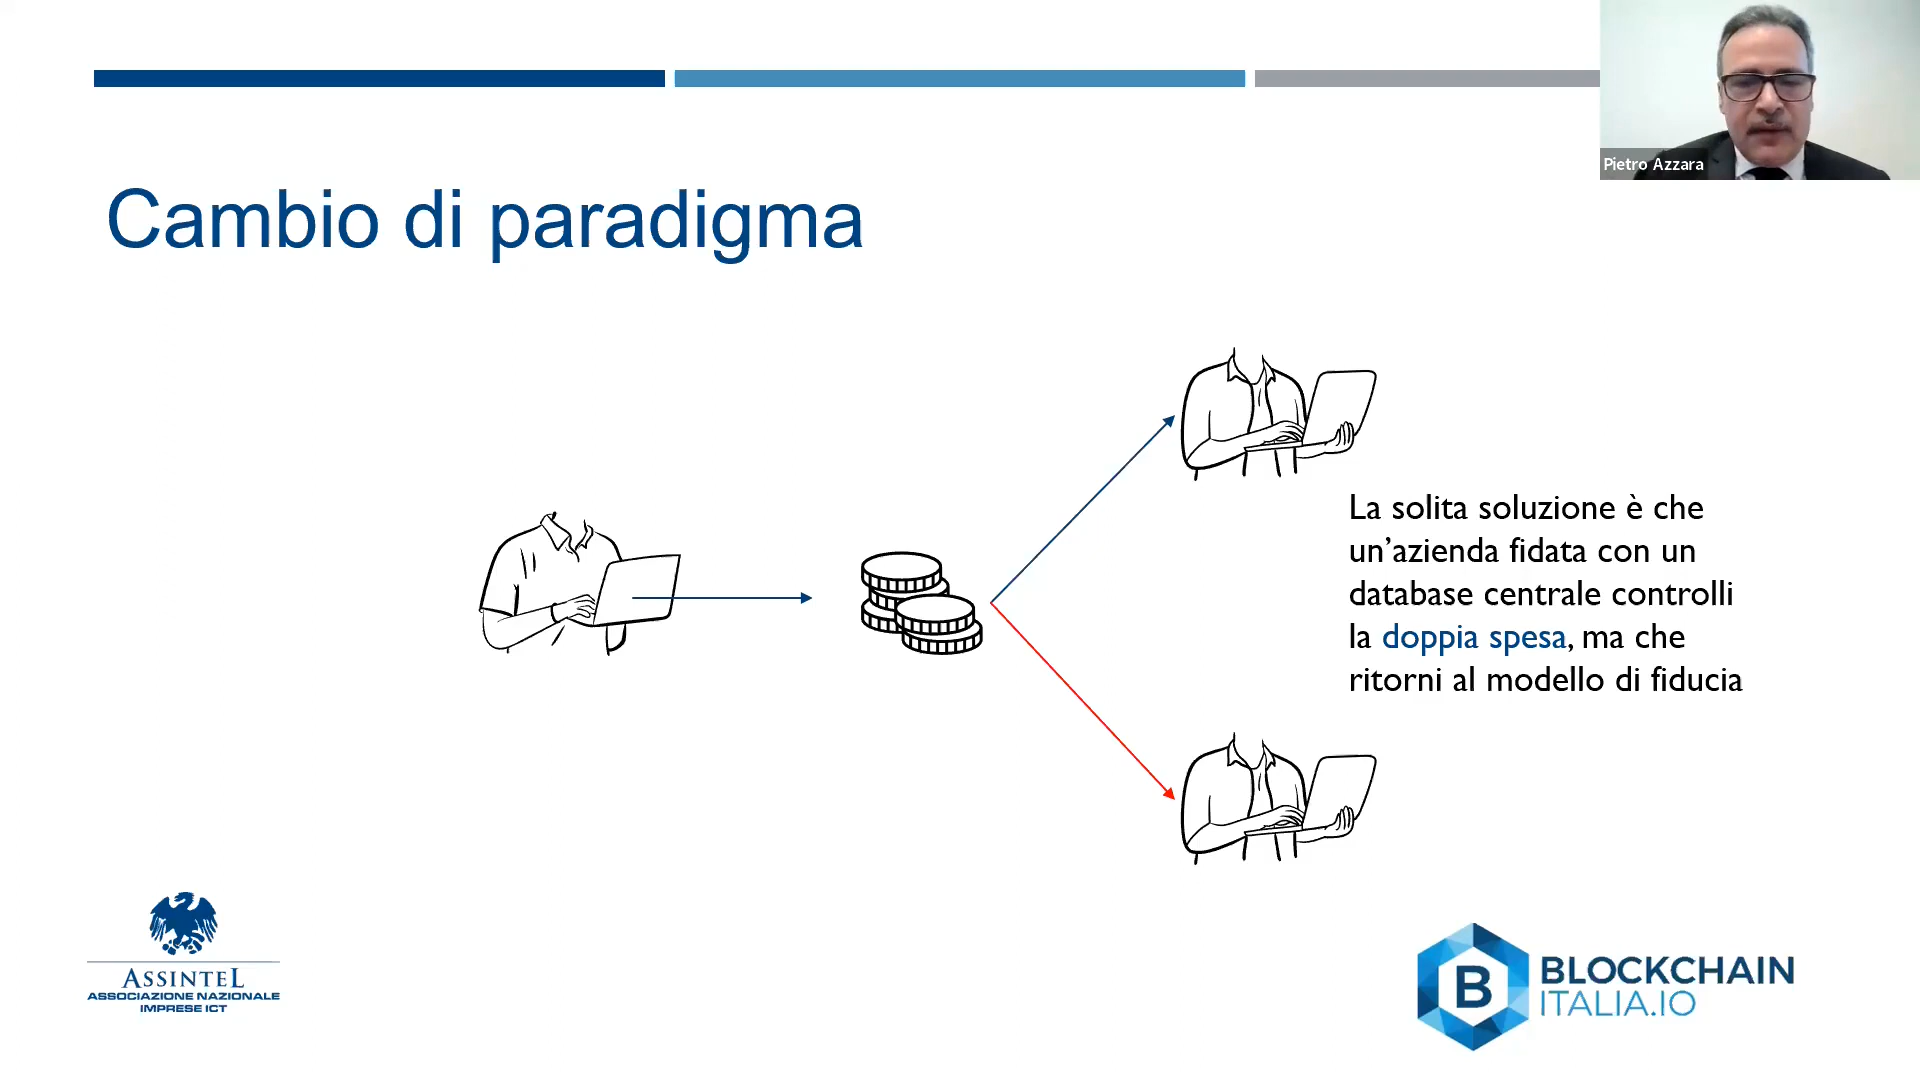 Pietro Azzara
Cambio di paradigma
La solita soluzione è che
un’azienda fidata con un
database centrale controlli
la doppia spesa, ma che
ritorni al modello di fiducia
ASSINTEL
ASSOCIAZIONE NAZIONALE
IMPRESE ICT
B
BLOCKCHAIN
ITALIA.IO